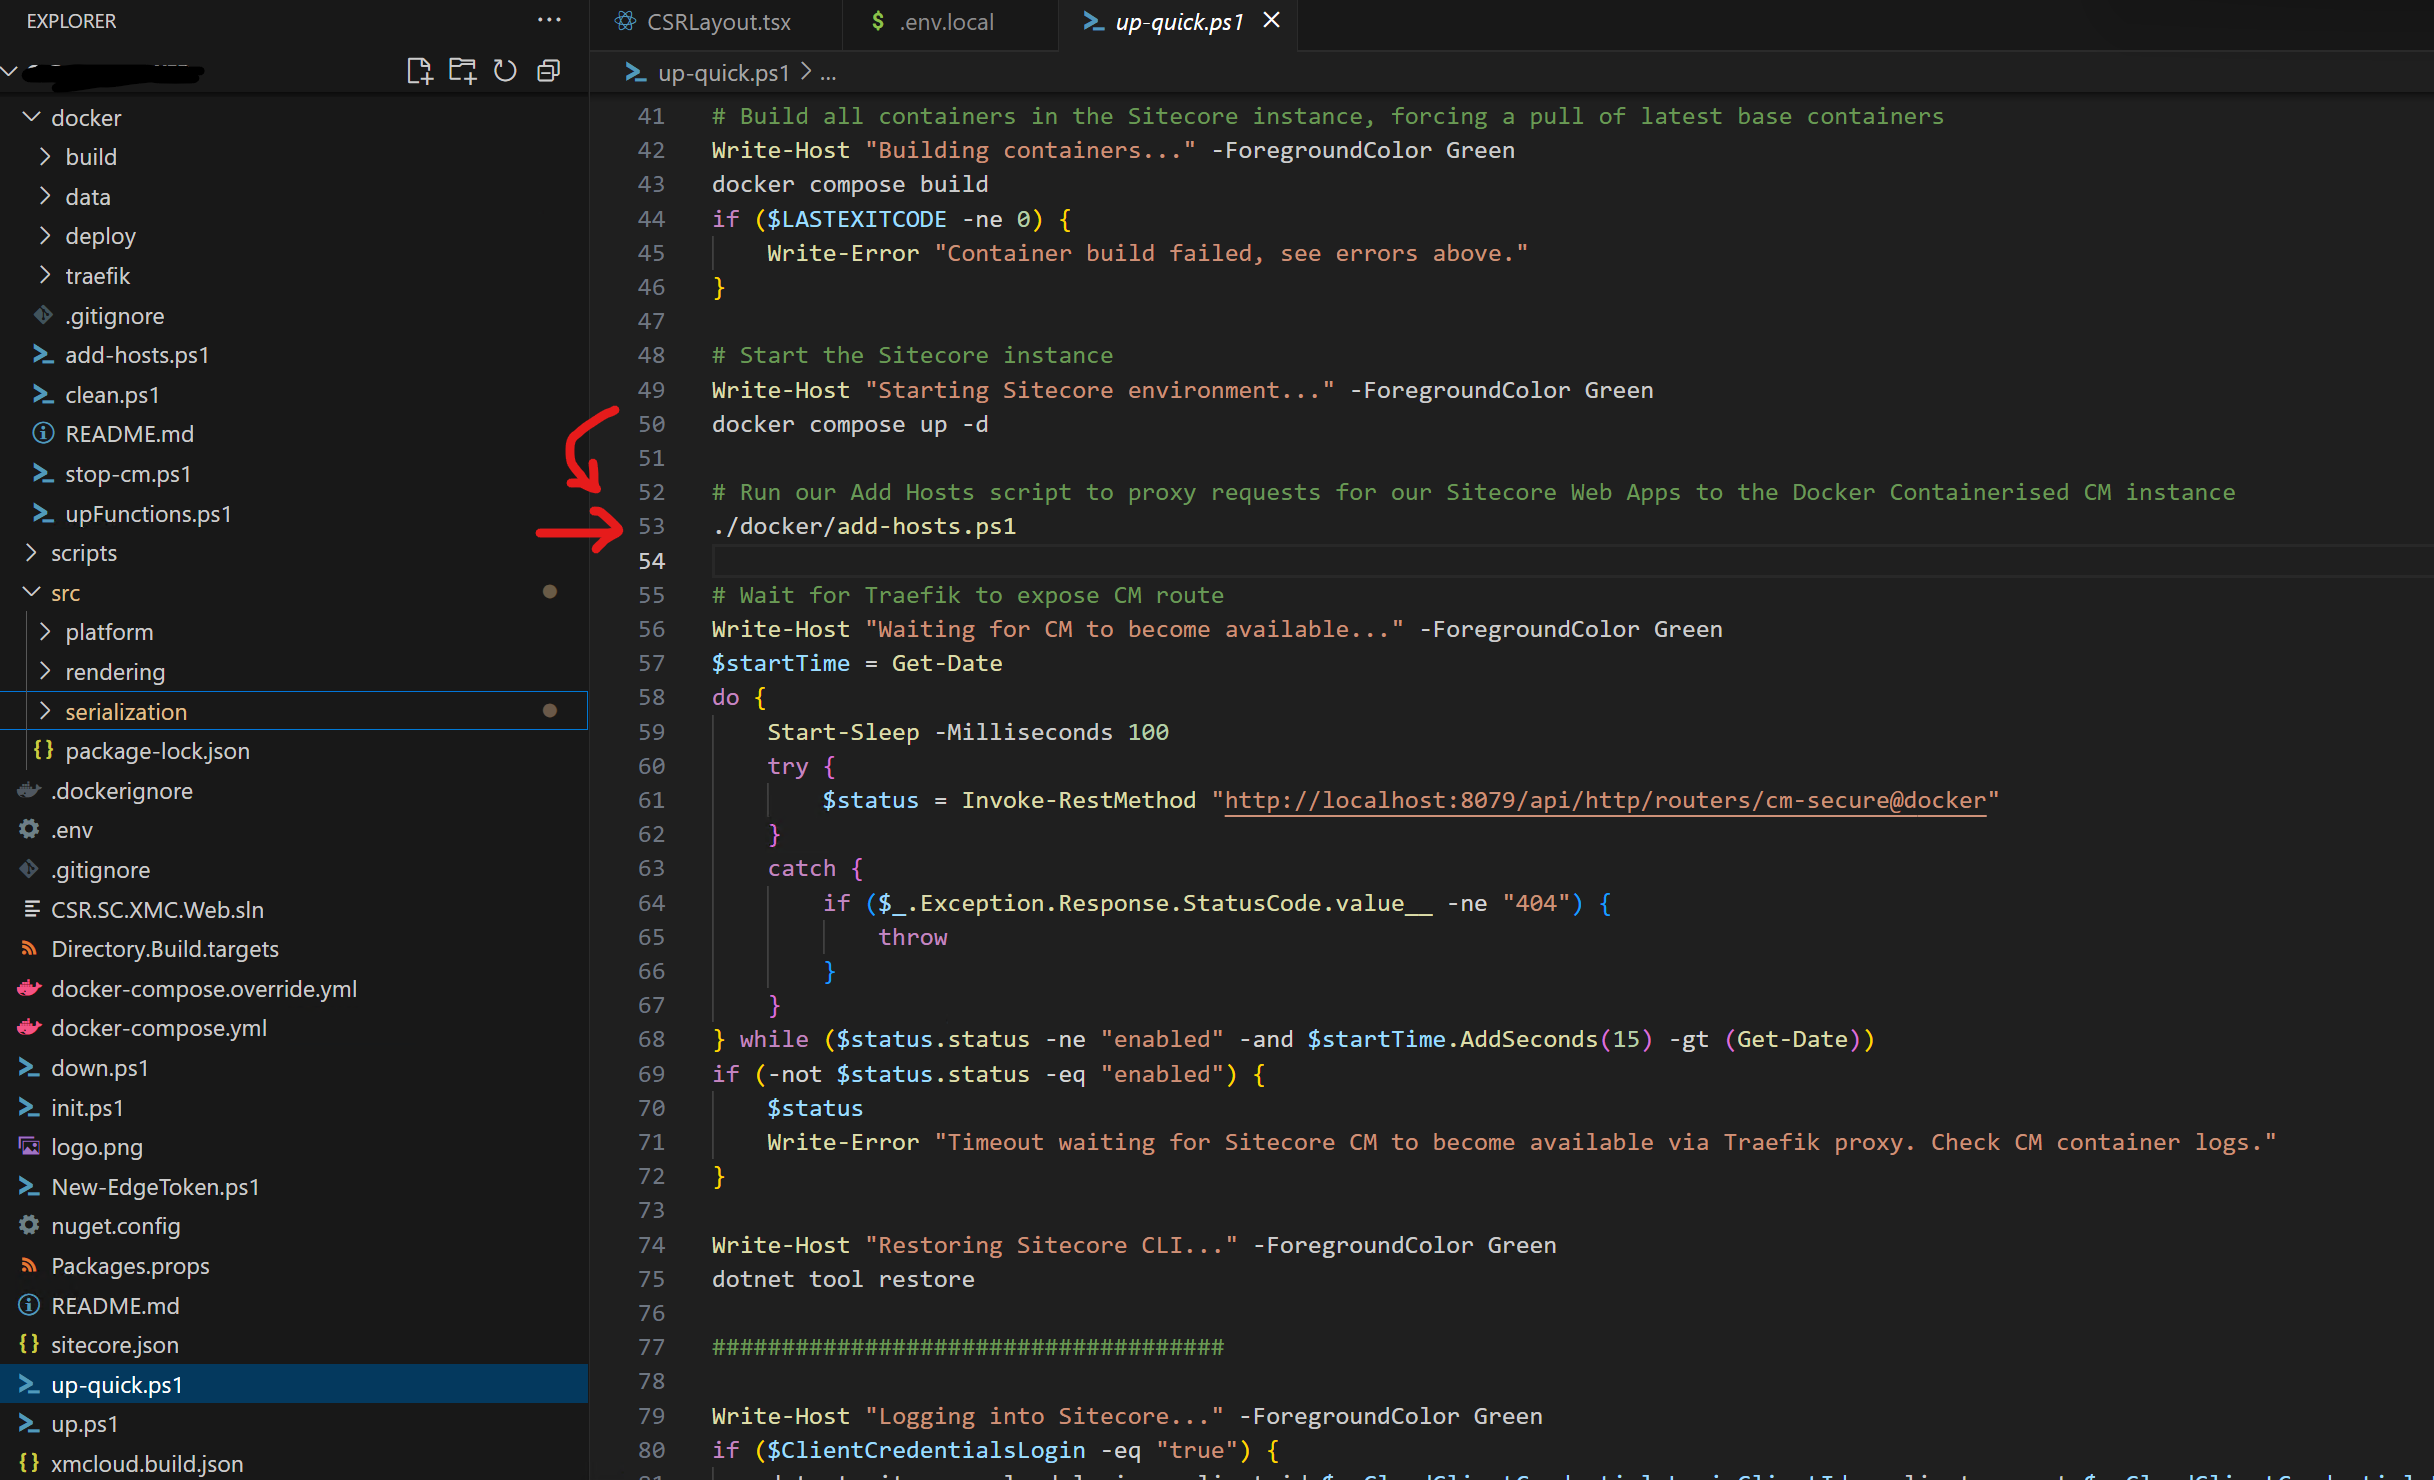 EXPLORER
docker
build
data
deploy
traefik
.gitignore
add-hosts.ps1
clean.ps1
README.md
stop-cm.ps1
upFunctions.ps1
scripts
src
platform
rendering
serialization
package-lock.json
.dockerignore
.env
.gitignore
CSR.SC.XMC.Web.sln
Directory.Build.targets
docker-compose.override.yml
docker-compose.yml
down.ps1
init.ps1
logo.png
New-EdgeToken.ps1
nuget.config
Packages.props
README.md
sitecore.json
up-quick.ps1
up.ps1
xmcloud.build.json
CSRLayout.tsx
.env.local
up-quick.ps1
up-quick.ps1 > ...
41 # Build all containers in the Sitecore instance, forcing a pull of latest base containers
42 Write-Host "Building containers..." -ForegroundColor Green
43 docker compose build
44 if ($LASTEXITCODE -ne 0) {
45 Write-Error "Container build failed, see errors above."
46 }
47
48 # Start the Sitecore instance
49 Write-Host "Starting Sitecore environment..." -ForegroundColor Green
50 docker compose up -d
51
52 # Run our Add Hosts script to proxy requests for our Sitecore Web Apps to the Docker Containerised CM instance
53 ./docker/add-hosts.ps1
54
55 # Wait for Traefik to expose CM route
56 Write-Host "Waiting for CM to become available..." -ForegroundColor Green
57 $startTime = Get-Date
58 do {
59 Start-Sleep -Milliseconds 100
60 try {
61 $status = Invoke-RestMethod "http://localhost:8079/api/http/routers/cm-secure@docker"
62 }
63 catch {
64 if ($_.Exception.Response.StatusCode.value__ -ne "404") {
65 throw
66 }
67 }
68 } while ($status.status -ne "enabled" -and $startTime.AddSeconds(15) -gt (Get-Date))
69 if (-not $status.status -eq "enabled") {
70 $status
71 Write-Error "Timeout waiting for Sitecore CM to become available via Traefik proxy. Check CM container logs."
72 }
73
74 Write-Host "Restoring Sitecore CLI..." -ForegroundColor Green
75 dotnet tool restore
76
77 #####################################
78
79 Write-Host "Logging into Sitecore..." -ForegroundColor Green
80 if ($ClientCredentialsLogin -eq "true") {